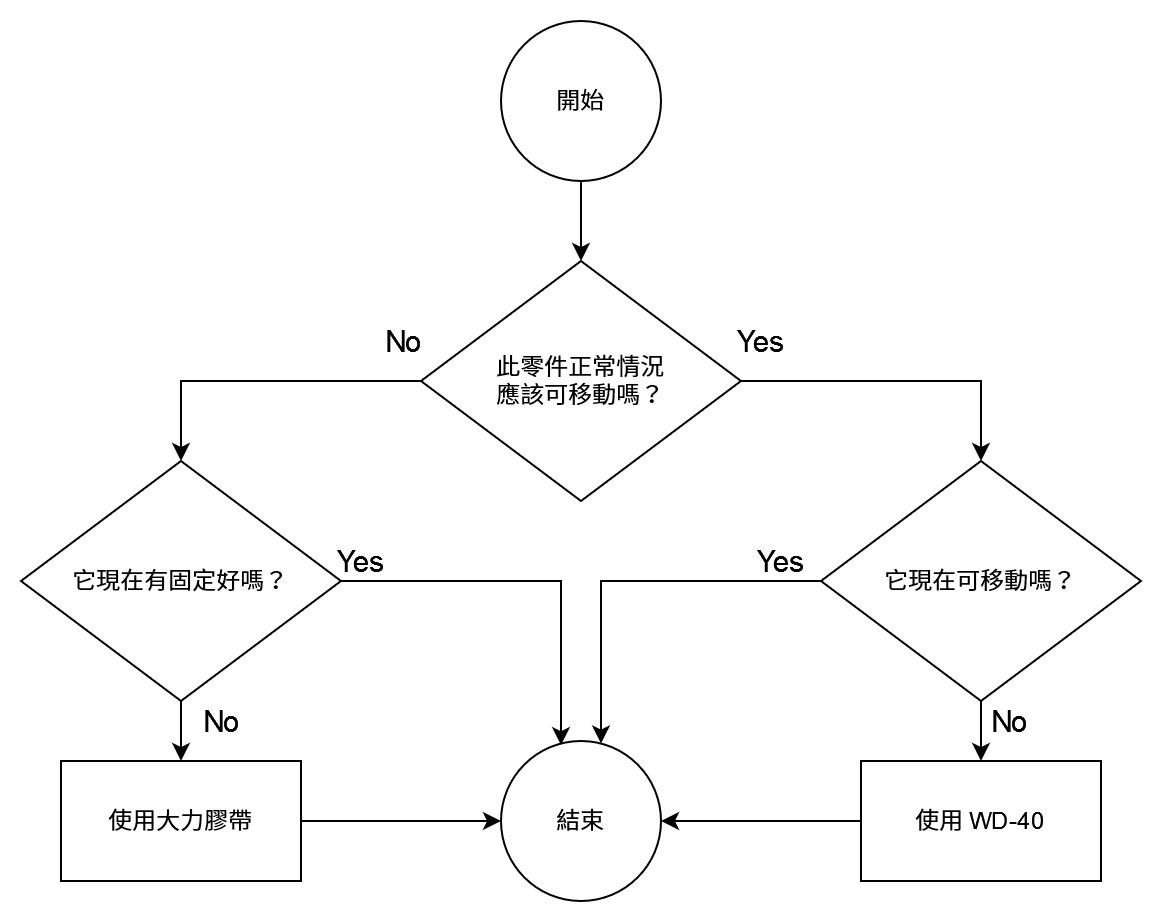 開始
No
Yes
此零件正常情況
應該可移動嗎？
Yes
Yes
它現在有固定好嗎？
它現在可移動嗎？
No
No
使用大力膠帶
結束
使用 WD-40